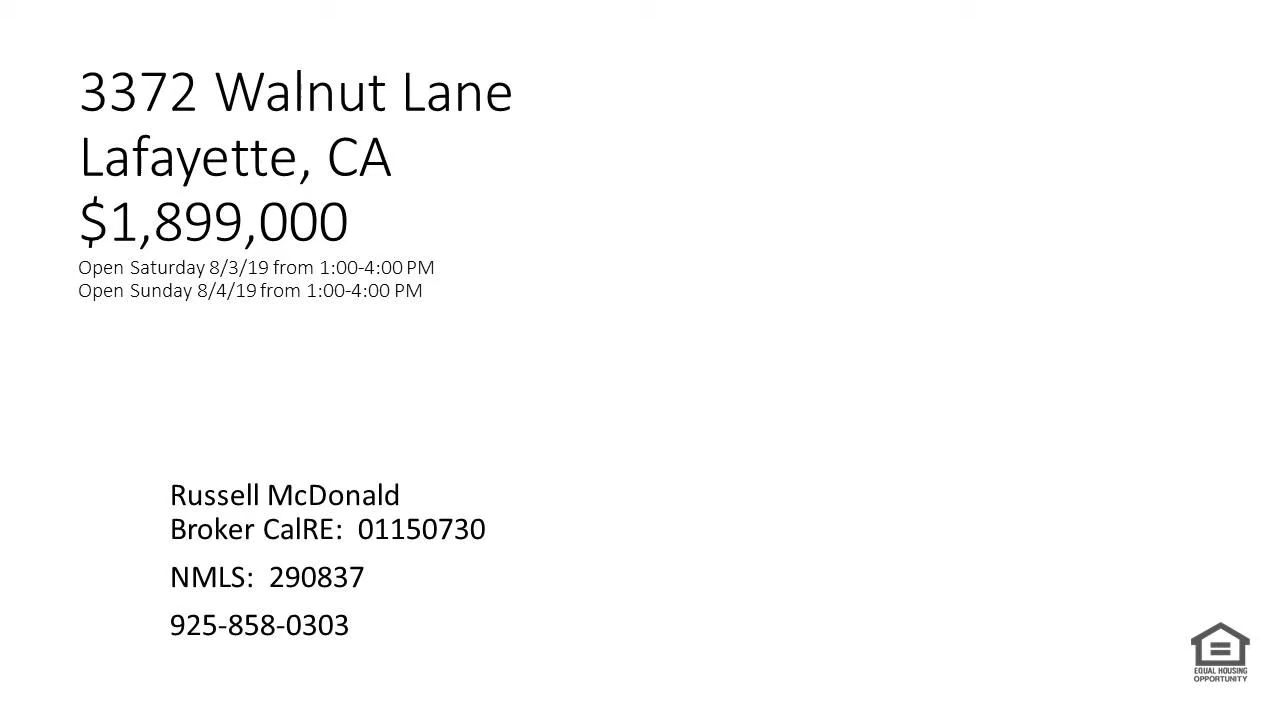 3372 Walnut Lane
Lafayette, CA
$1,899,000
Open Saturday 8/3/19 from 1:00-4:00 PM
Open Sunday 8/4/19 from 1:00-4:00 PM
Russell McDonald
Broker CalRE:  01150730
NMLS:  290837
925-858-0303
EQUAL HOUSING
OPPORTUNITY